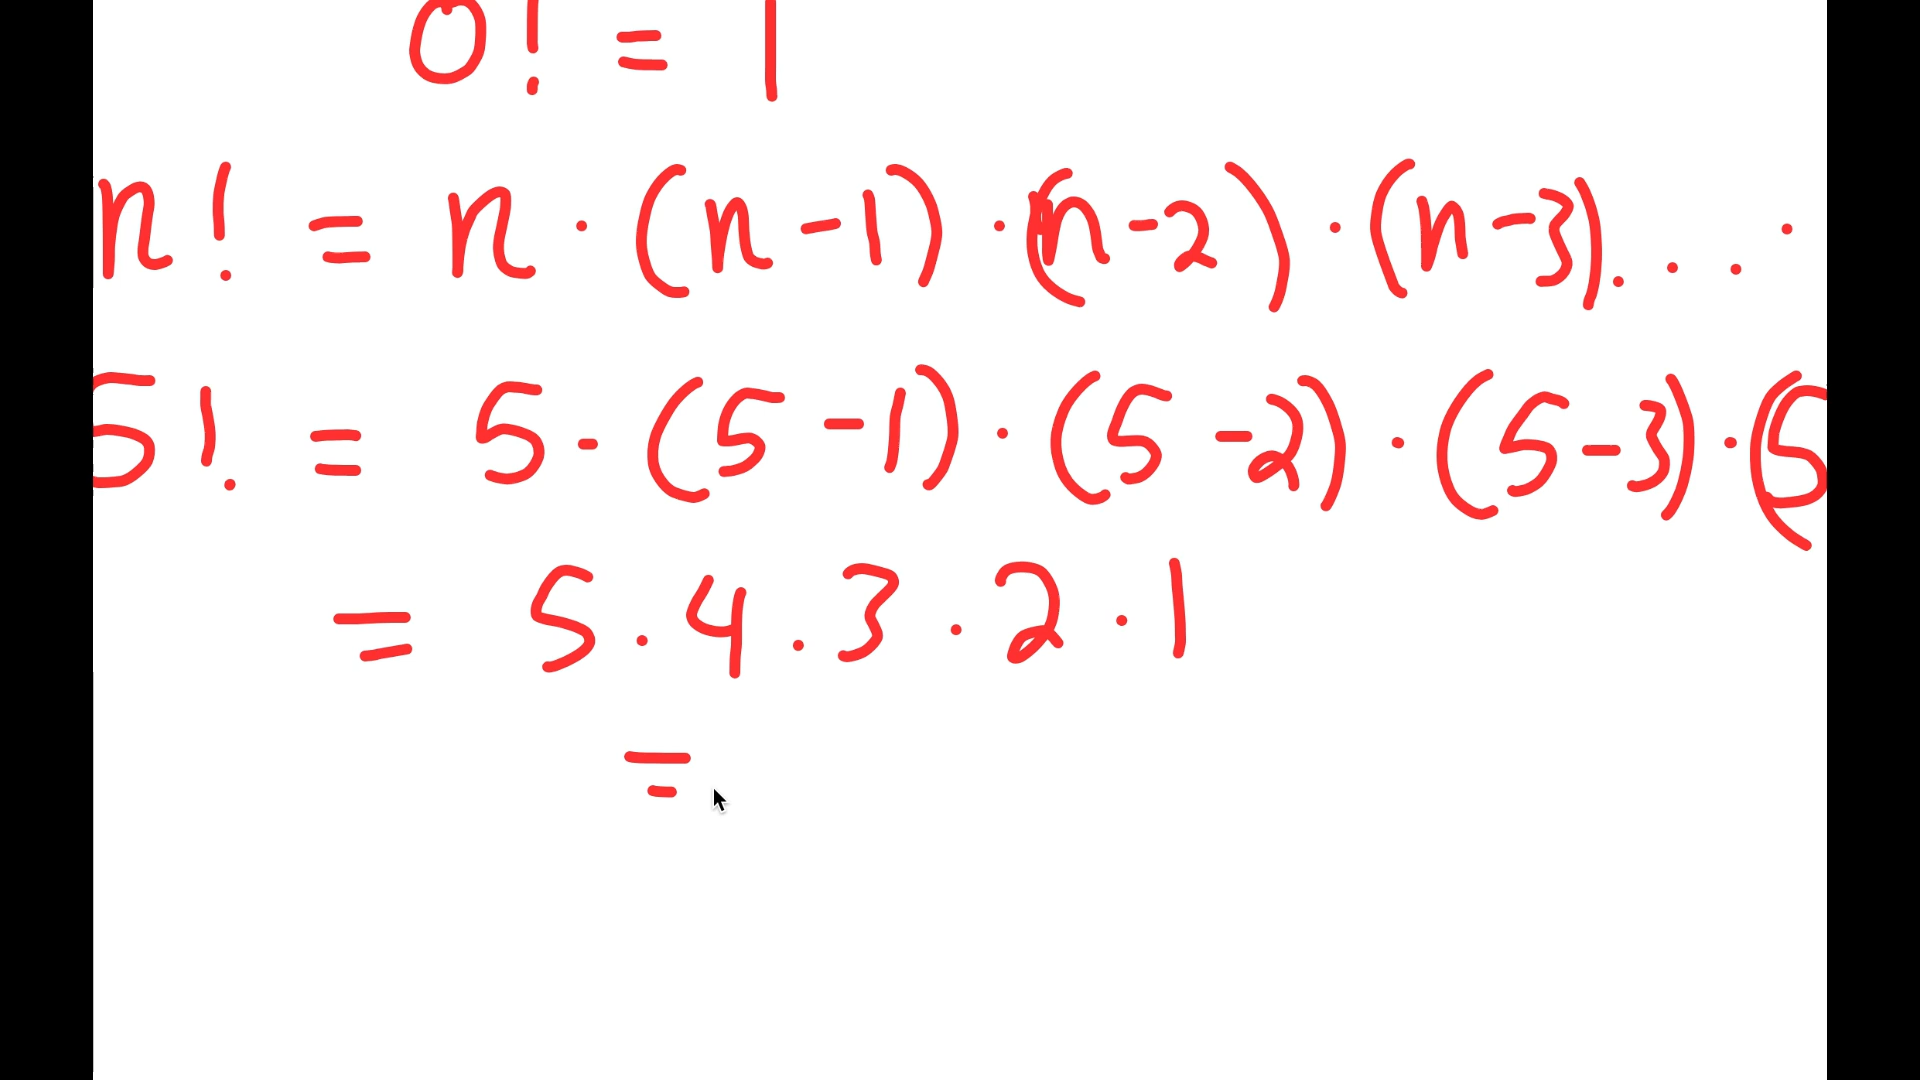 0! = 1
n! = n · (n-1) · (n-2) · (n-3). . . ·
5! = 5 · (5-1) · (5-2) · (5-3) · (5
= 5 · 4 · 3 · 2 · 1
=